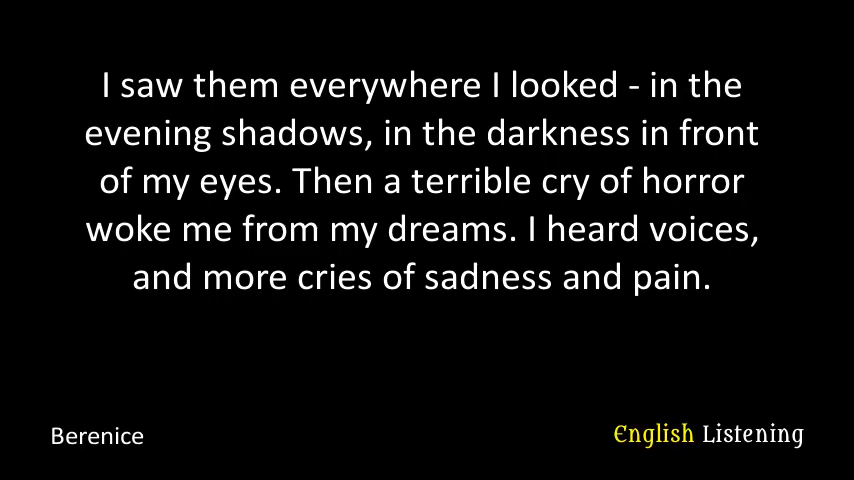 I saw them everywhere I looked - in the
evening shadows, in the darkness in front
of my eyes. Then a terrible cry of horror
woke me from my dreams. I heard voices,
and more cries of sadness and pain.
Berenice
English Listening